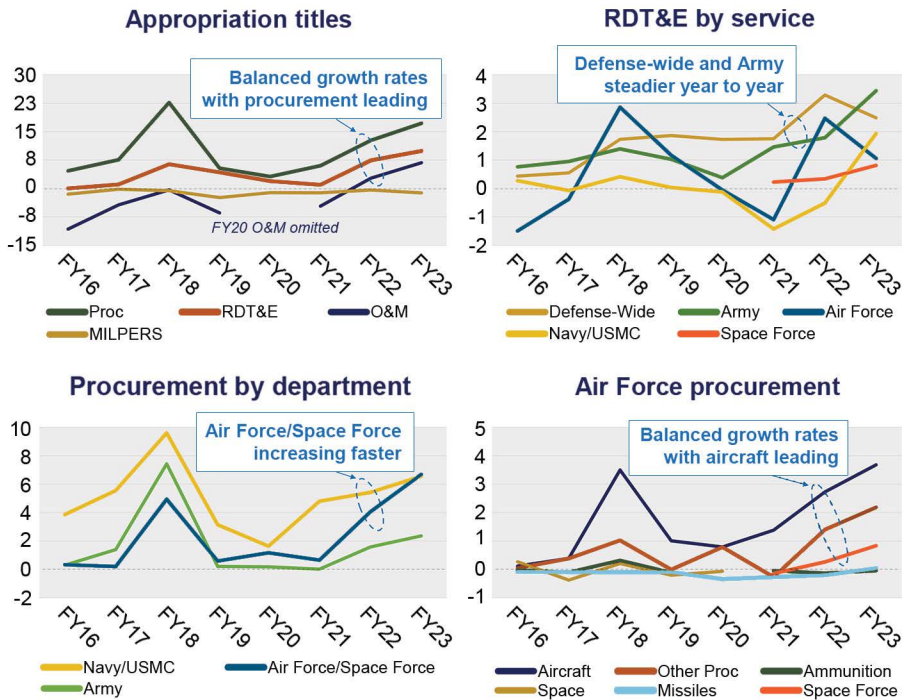 Appropriation titles
30
23
15
8
0
-8
-15
Balanced growth rates
with procurement leading
FY20 O&M omitted
FY16
FY17
FY18
FY19
FY20
FY21
FY22
FY23
Proc
RDT&E
O&M
MILPERS
RDT&E by service
4
3
2
1
0
-1
-2
Defense-wide and Army
steadier year to year
FY16
FY17
FY18
FY19
FY20
FY21
FY22
FY23
Defense-Wide
Army
Air Force
Navy/USMC
Space Force
Procurement by department
10
8
6
4
2
0
-2
Air Force/Space Force
increasing faster
FY16
FY17
FY18
FY19
FY20
FY21
FY22
FY23
Navy/USMC
Air Force/Space Force
Army
Air Force procurement
5
4
3
2
1
0
-1
Balanced growth rates
with aircraft leading
FY16
FY17
FY18
FY19
FY20
FY21
FY22
FY23
Aircraft
Other Proc
Ammunition
Space
Missiles
Space Force